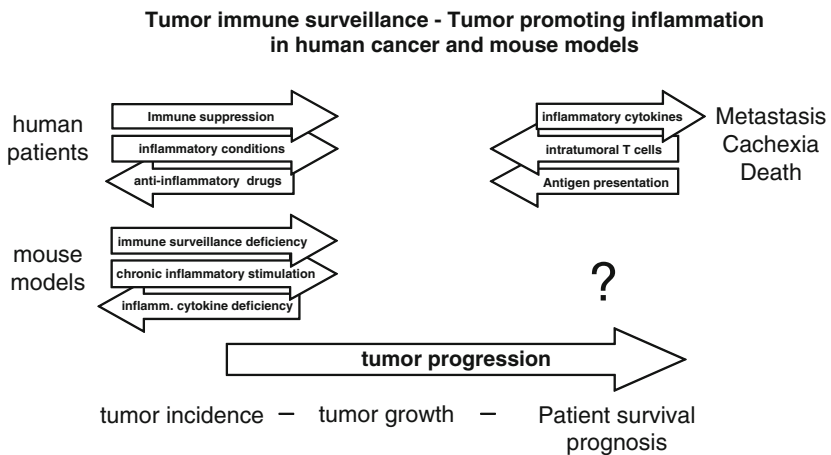 Tumor immune surveillance - Tumor promoting inflammation
in human cancer and mouse models
human
patients
Immune suppression
inflammatory conditions
anti-inflammatory drugs
inflammatory cytokines
intratumoral T cells
Antigen presentation
Metastasis
Cachexia
Death
mouse
models
immune surveillance deficiency
chronic inflammatory stimulation
inflamm. cytokine deficiency
?
tumor progression
tumor incidence – tumor growth – Patient survival
prognosis